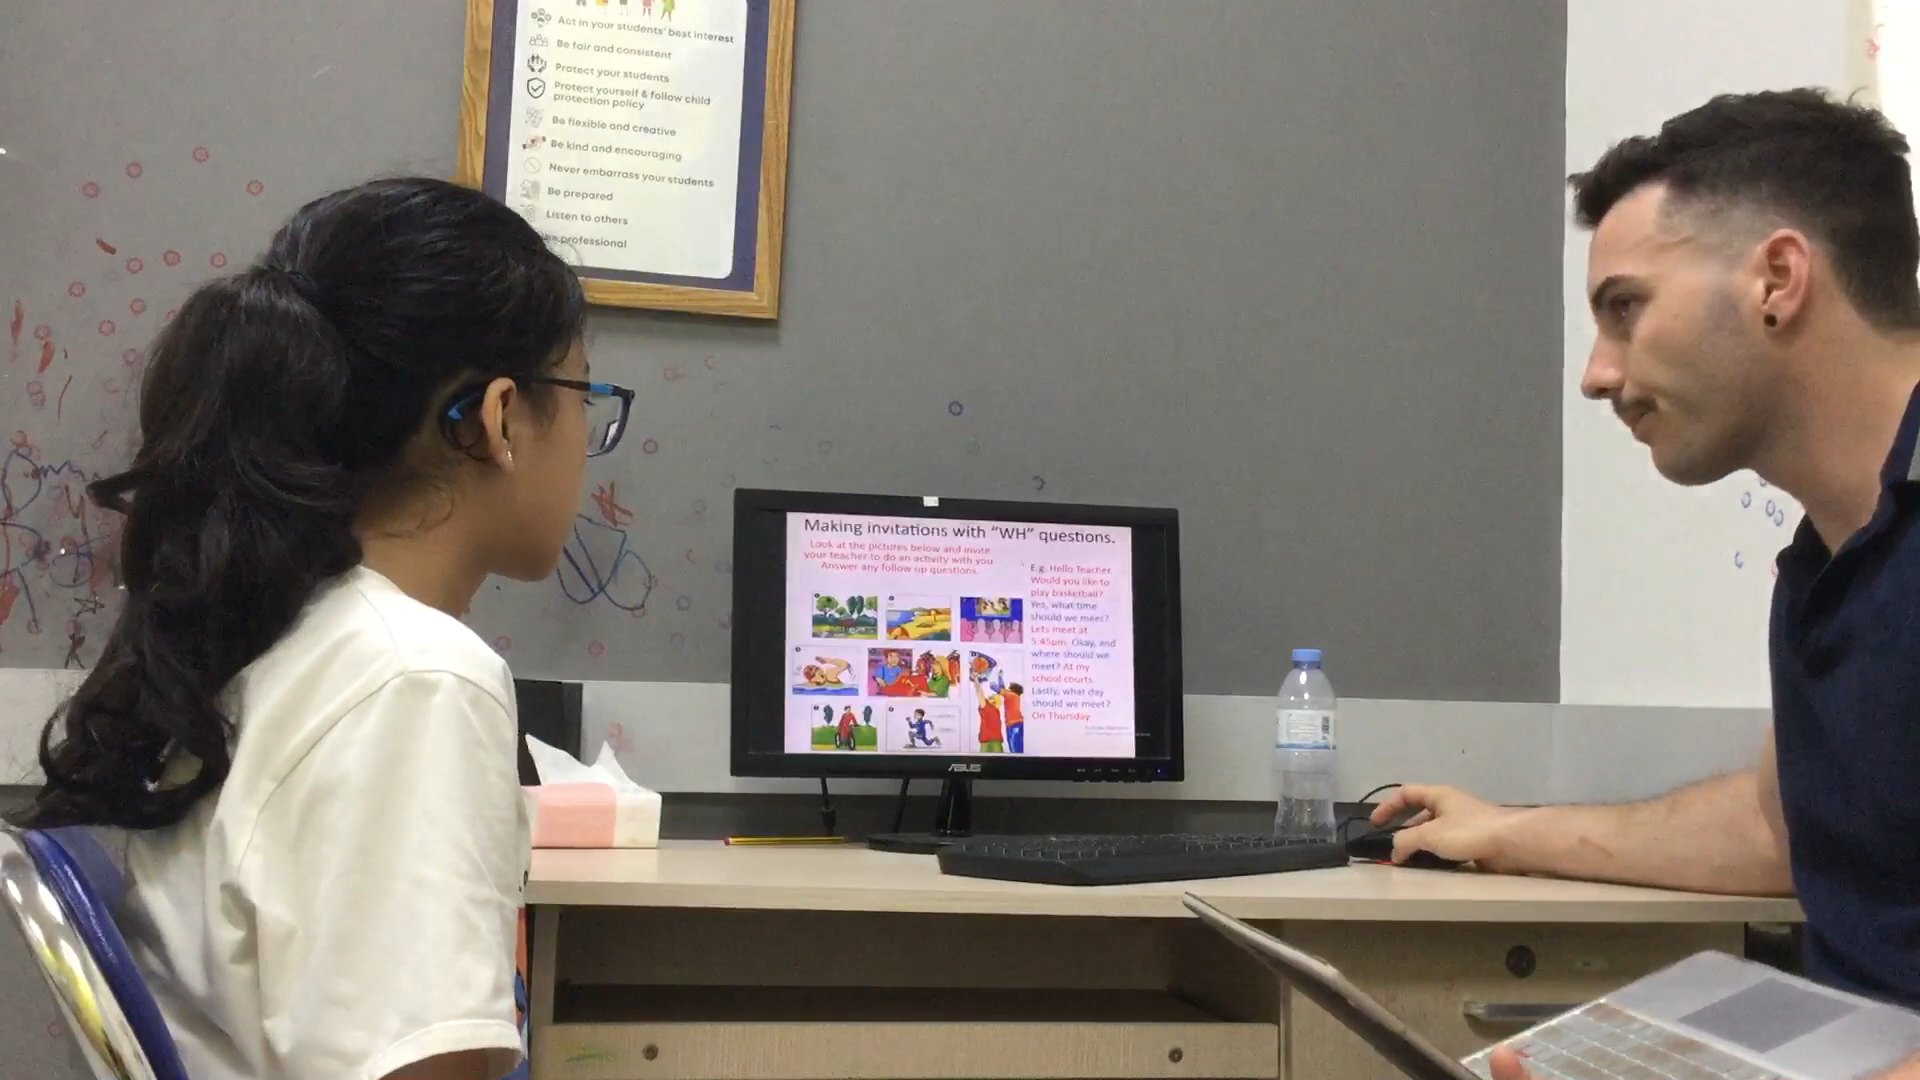 Act in your students' best interest
Be fair and consistent
Protect your students
Protect yourself & follow child
protection policy
Be flexible and creative
Be kind and encouraging
Never embarrass your students
Be prepared
Listen to others
professional
Making invitations with "WH" questions.
Look at the pictures below and invite
your teacher to do an activity with you
Answer any follow up questions.
E.g. Hello Teacher.
Would you like to
play basketball?
Yes, what time
should we meet?
Lets meet at
5.45pm. Okay, and
where should we
meet? At my
school courts.
Lastly, what day
should we meet?
On Thursday
ASUS